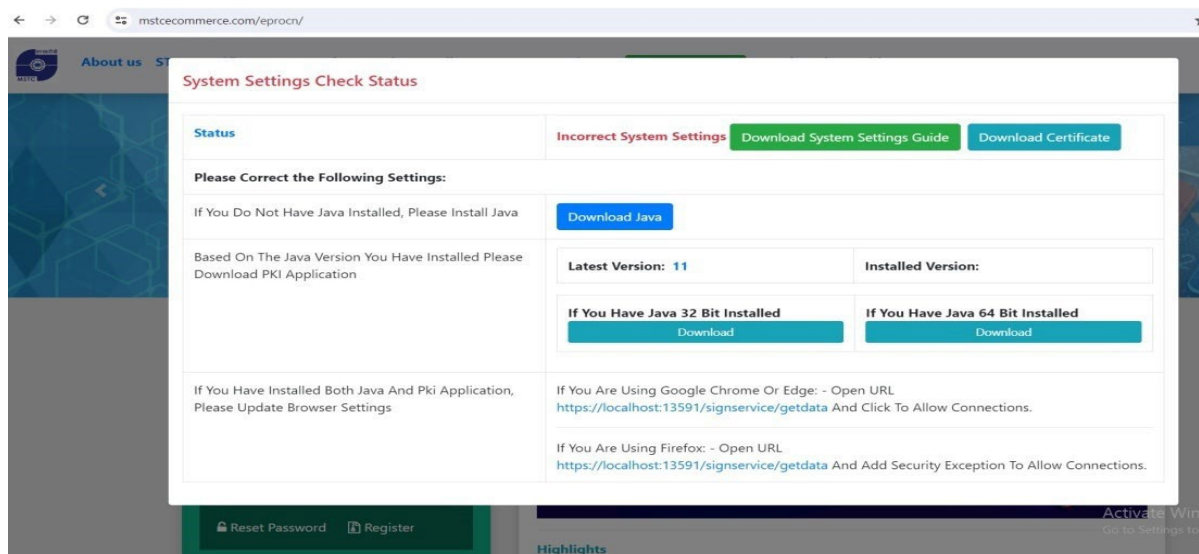 mstcecommerce.com/eprocn/
MSTC
About us
System Settings Check Status
Status
Incorrect System Settings
Download System Settings Guide
Download Certificate
Please Correct the Following Settings:
If You Do Not Have Java Installed, Please Install Java
Download Java
Based On The Java Version You Have Installed Please
Download PKI Application
Latest Version: 11
Installed Version:
If You Have Java 32 Bit Installed
Download
If You Have Java 64 Bit Installed
Download
If You Have Installed Both Java And Pki Application,
Please Update Browser Settings
If You Are Using Google Chrome Or Edge: - Open URL
https://localhost:13591/signservice/getdata And Click To Allow Connections.
If You Are Using Firefox: - Open URL
https://localhost:13591/signservice/getdata And Add Security Exception To Allow Connections.
Reset Password
Register
Highlights
Activate Win
Go to Settings to